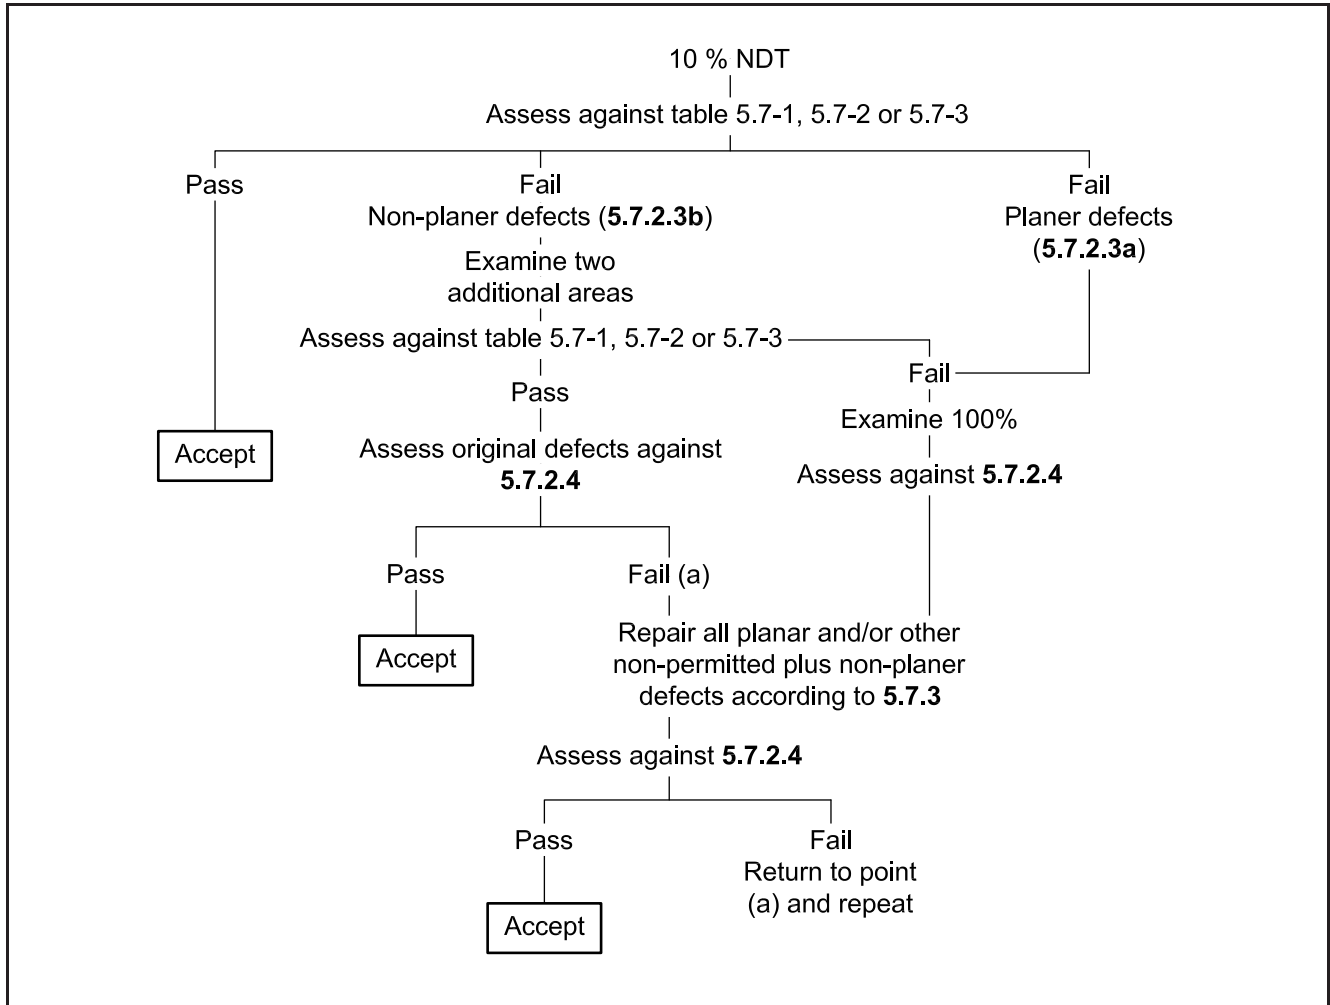 10 % NDT
Assess against table 5.7-1, 5.7-2 or 5.7-3
Pass
Fail
Non-planer defects (5.7.2.3b)
Fail
Planer defects
(5.7.2.3a)
Examine two
additional areas
Assess against table 5.7-1, 5.7-2 or 5.7-3
Fail
Pass
Examine 100%
Accept
Assess original defects against
5.7.2.4
Assess against 5.7.2.4
Pass
Fail (a)
Accept
Repair all planar and/or other
non-permitted plus non-planer
defects according to 5.7.3
Assess against 5.7.2.4
Pass
Fail
Return to point
(a) and repeat
Accept